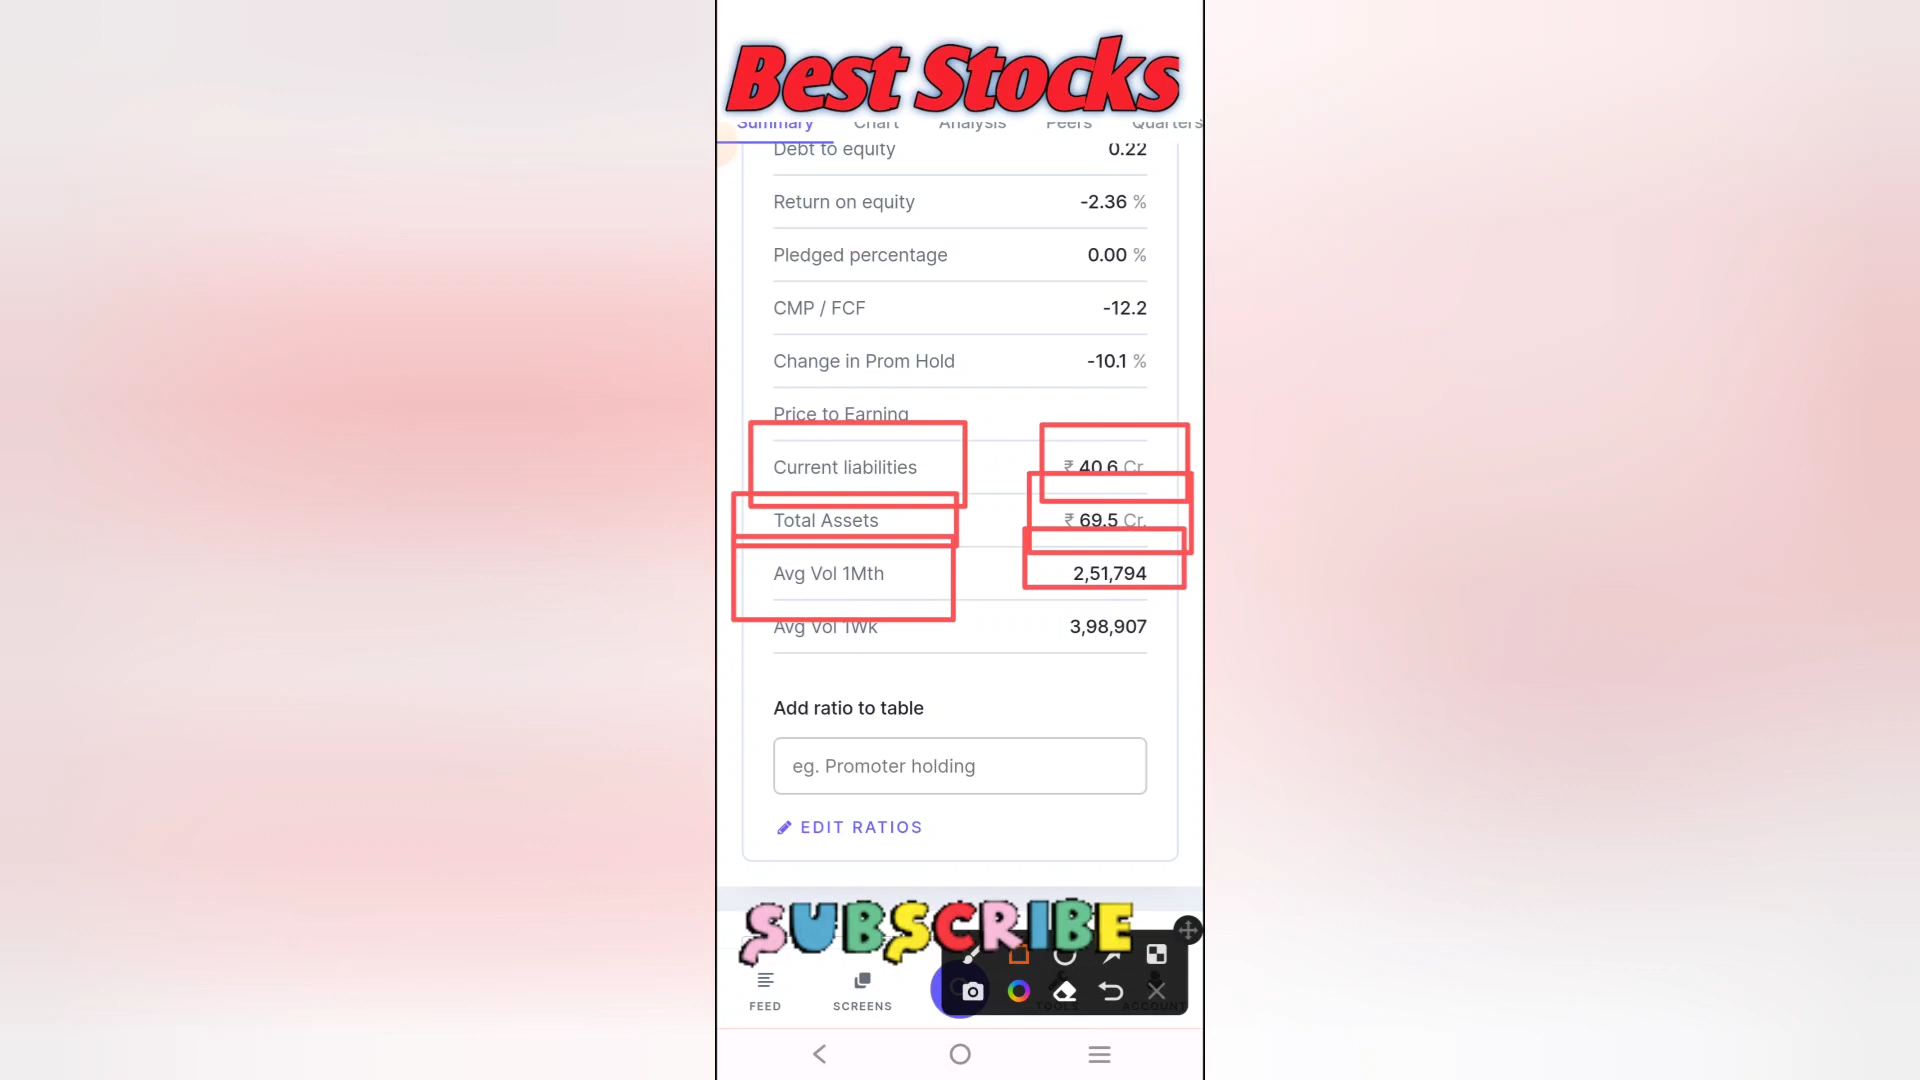 Best Stocks
Summary Chart Analysis Peers Quarters
Debt to equity 0.22
Return on equity -2.36 %
Pledged percentage 0.00 %
CMP / FCF -12.2
Change in Prom Hold -10.1 %
Price to Earning
Current liabilities ₹ 40.6 Cr.
Total Assets ₹ 69.5 Cr.
Avg Vol 1Mth 2,51,794
Avg Vol 1Wk 3,98,907
Add ratio to table
eg. Promoter holding
EDIT RATIOS
SUBSCRIBE
FEED SCREENS TOOLS ACCOUNT